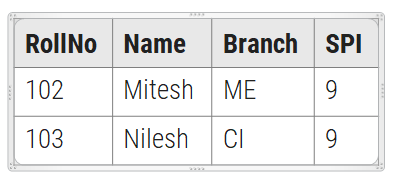 RollNo Name Branch SPI
102 Mitesh ME 9
103 Nilesh CI 9